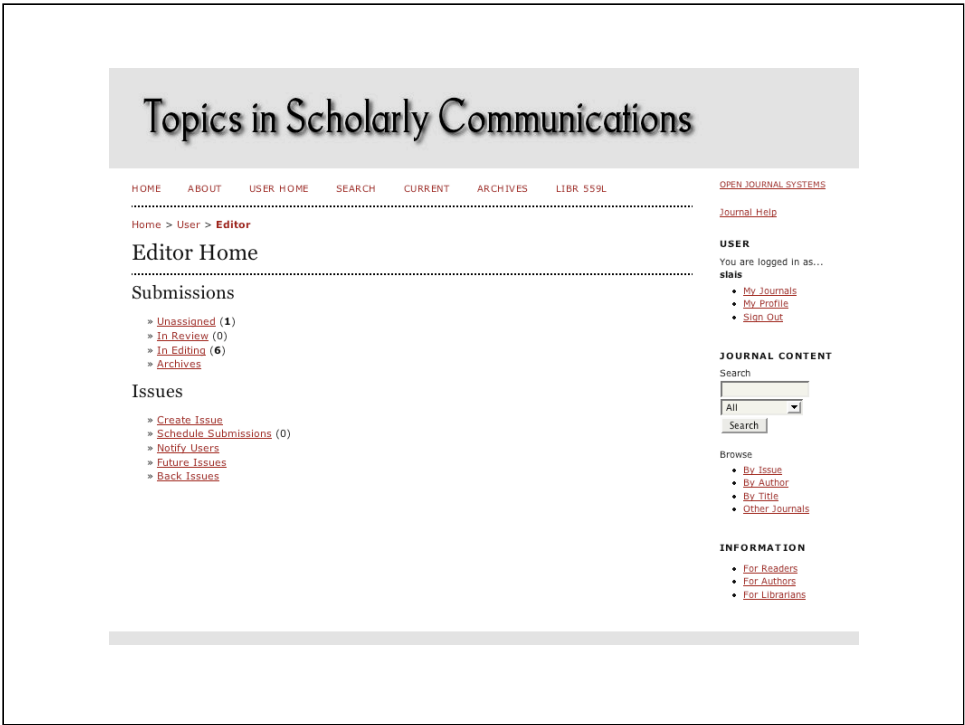 Topics in Scholarly Communications
HOME ABOUT USER HOME SEARCH CURRENT ARCHIVES LIBR 559L
Home > User > Editor
Editor Home
Submissions
» Unassigned (1)
» In Review (0)
» In Editing (6)
» Archives
Issues
» Create Issue
» Schedule Submissions (0)
» Notify Users
» Future Issues
» Back Issues
OPEN JOURNAL SYSTEMS
Journal Help
USER
You are logged in as...
slais
• My Journals
• My Profile
• Sign Out
JOURNAL CONTENT
Search
All
Search
Browse
• By Issue
• By Author
• By Title
• Other Journals
INFORMATION
• For Readers
• For Authors
• For Librarians